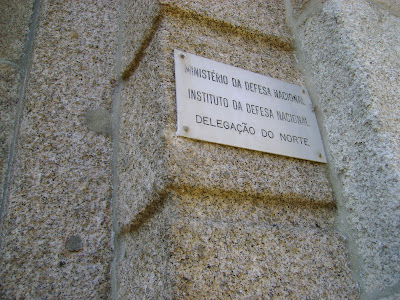 MINISTÉRIO DA DEFESA NACIONAL
INSTITUTO DA DEFESA NACIONAL
DELEGAÇÃO DO NORTE